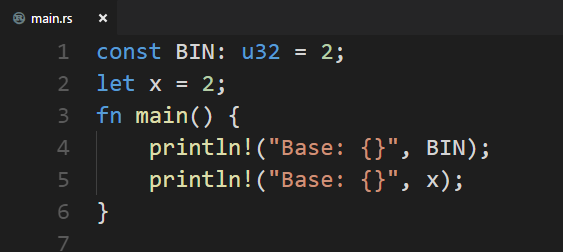 main.rs ×
1 const BIN: u32 = 2;
2 let x = 2;
3 fn main() {
4     println!("Base: {}", BIN);
5     println!("Base: {}", x);
6 }
7